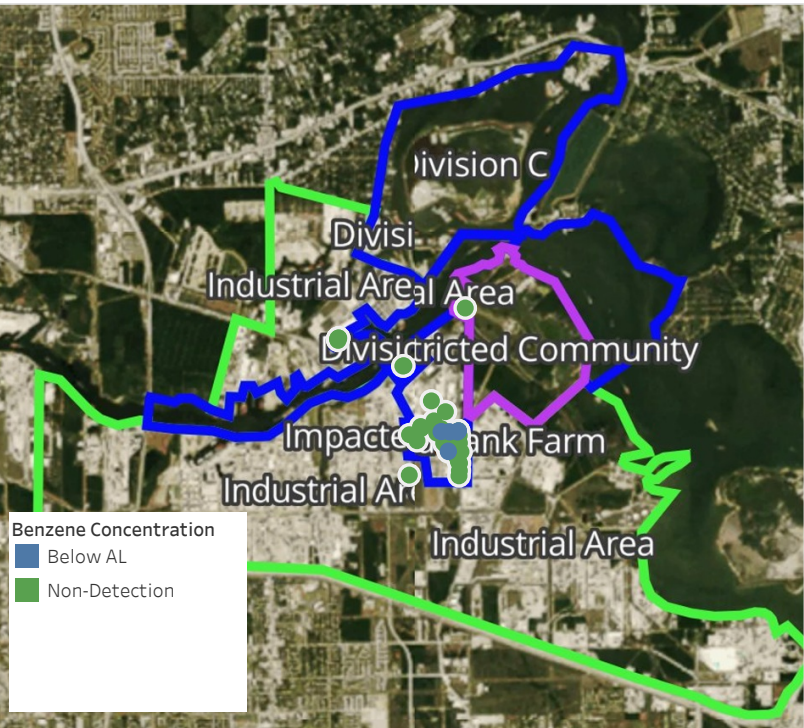 Division C
Divisi
Industrial Are
al Area
Divisi
tricted Community
Impacte
ank Farm
Industrial Ar
Industrial Area
Benzene Concentration
Below AL
Non-Detection